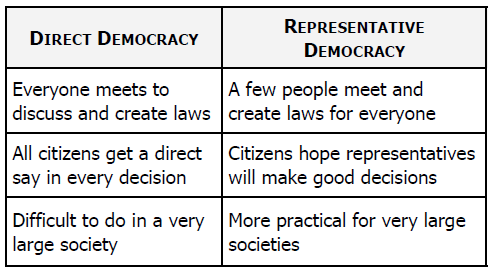 DIRECT DEMOCRACY
REPRESENTATIVE
DEMOCRACY
Everyone meets to
discuss and create laws
A few people meet and
create laws for everyone
All citizens get a direct
say in every decision
Citizens hope representatives
will make good decisions
Difficult to do in a very
large society
More practical for very large
societies